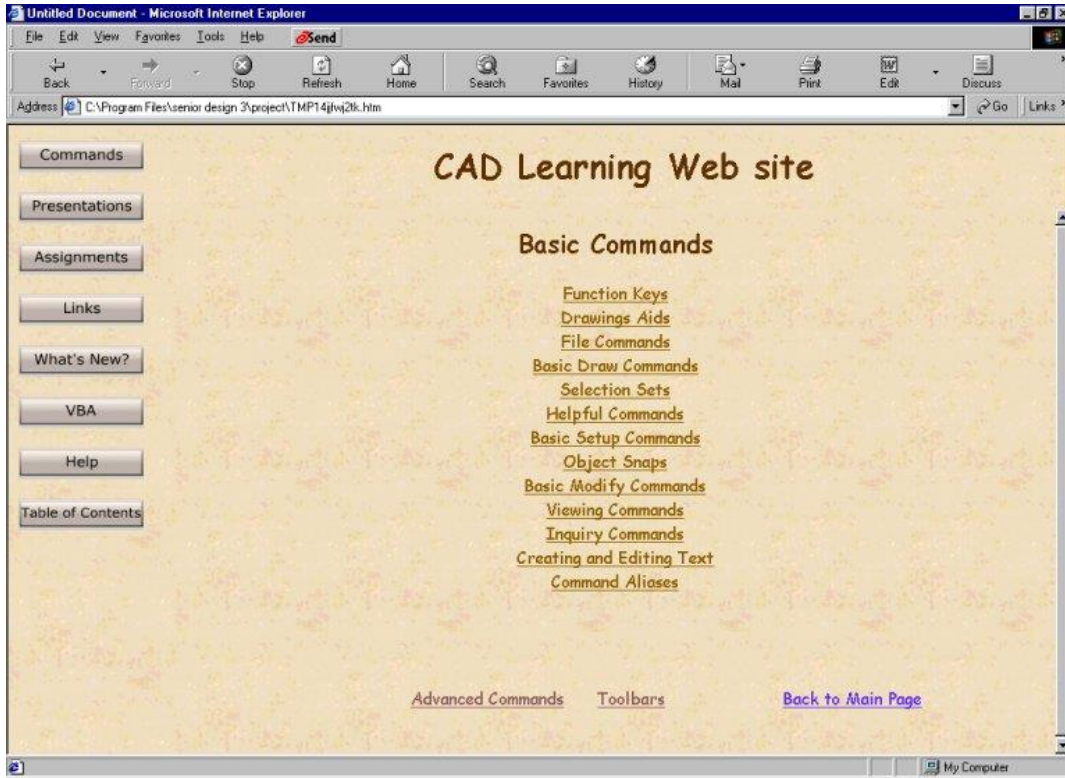 Untitled Document - Microsoft Internet Explorer
File Edit View Favorites Tools Help Send
Back Forward Stop Refresh Home Search Favorites History Mail Print Edit Discuss
Address C:\Program Files\senior design 3\project\TMP14jjlwj2tk.htm Go Links
Commands
Presentations
Assignments
Links
What's New?
VBA
Help
Table of Contents
CAD Learning Web site
Basic Commands
Function Keys
Drawings Aids
File Commands
Basic Draw Commands
Selection Sets
Helpful Commands
Basic Setup Commands
Object Snaps
Basic Modify Commands
Viewing Commands
Inquiry Commands
Creating and Editing Text
Command Aliases
Advanced Commands Toolbars Back to Main Page
My Computer